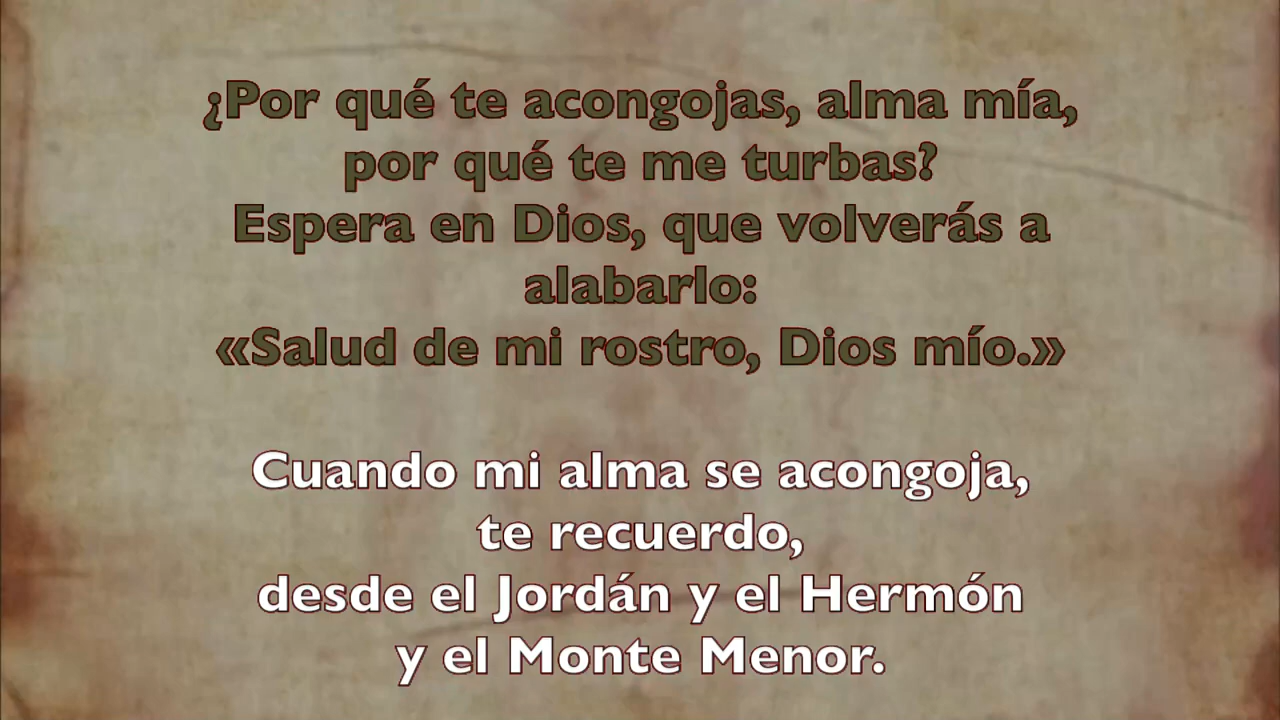 ¿Por qué te acongojas, alma mía,
por qué te me turbas?
Espera en Dios, que volverás a
alabarlo:
«Salud de mi rostro, Dios mío.»
Cuando mi alma se acongoja,
te recuerdo,
desde el Jordán y el Hermón
y el Monte Menor.